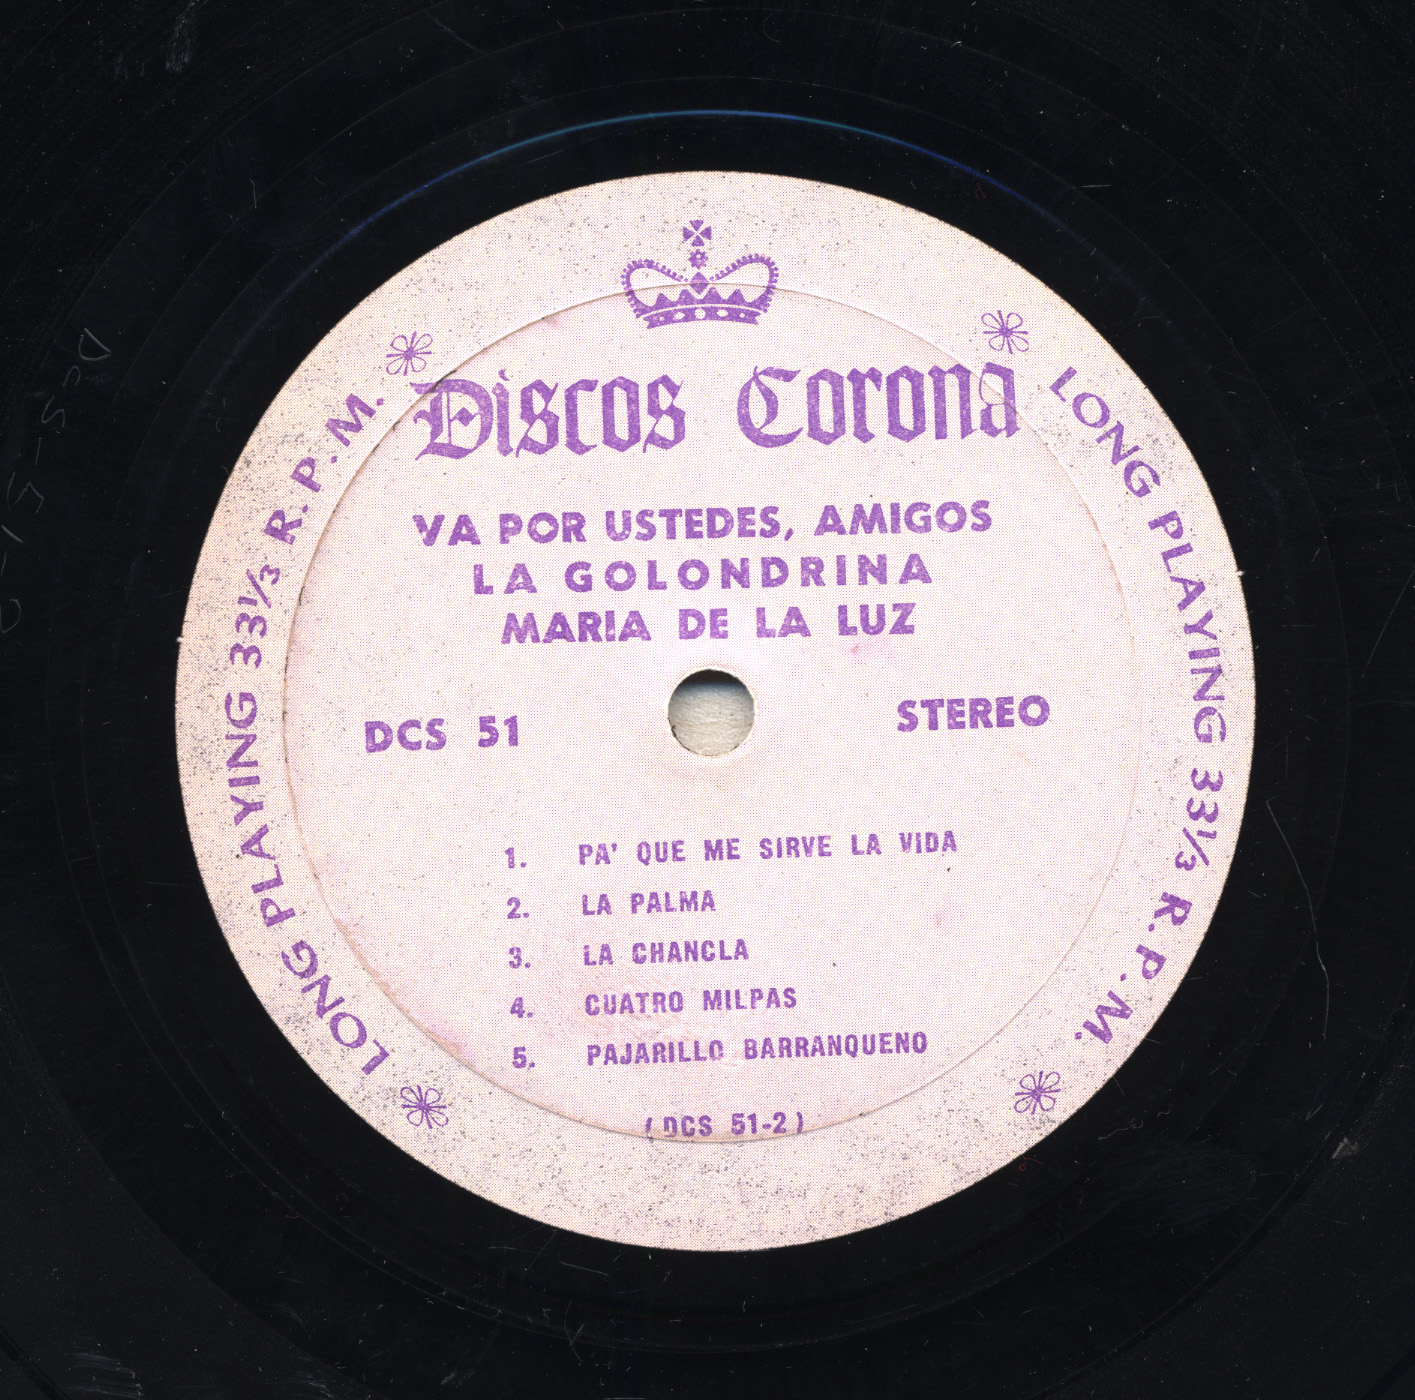 Discos Corona
VA POR USTEDES, AMIGOS
LA GOLONDRINA
MARIA DE LA LUZ
DCS 51
STEREO
1. PA' QUE ME SIRVE LA VIDA
2. LA PALMA
3. LA CHANCLA
4. CUATRO MILPAS
5. PAJARILLO BARRANQUENO
(DCS 51-2)
LONG PLAYING 33⅓ R.P.M.
LONG PLAYING 33⅓ R.P.M.